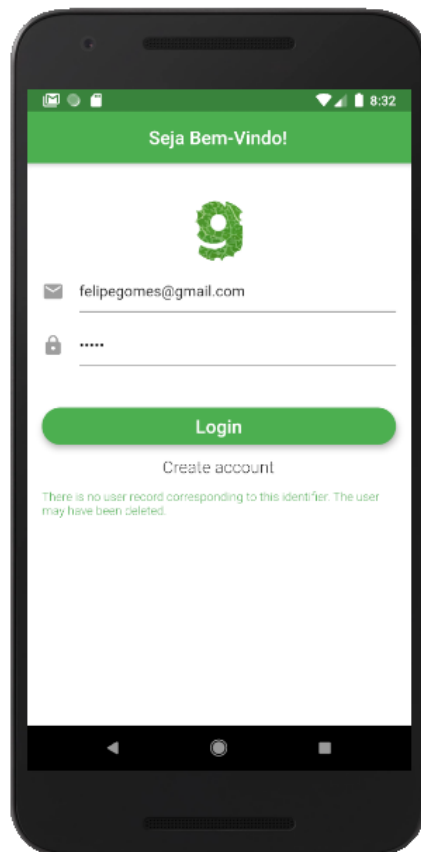 8:32
Seja Bem-Vindo!
g
felipegomes@gmail.com
•••••
Login
Create account
There is no user record corresponding to this identifier. The user
may have been deleted.